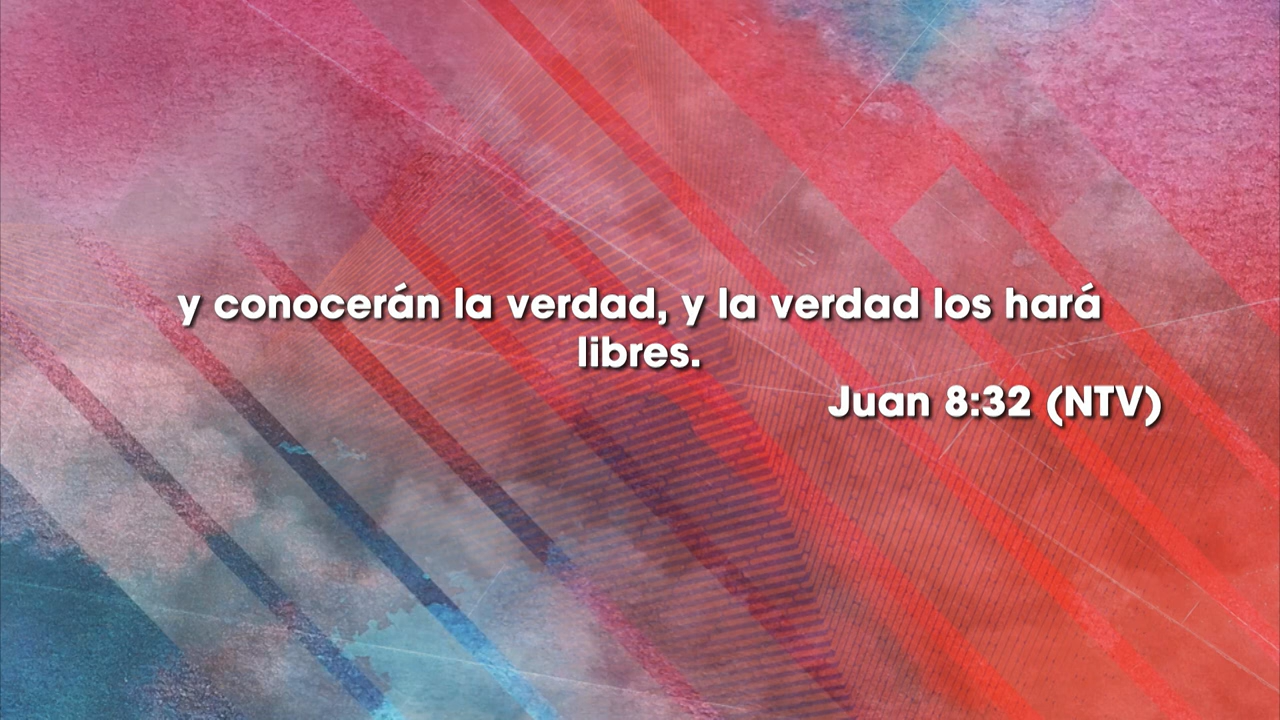 y conocerán la verdad, y la verdad los hará
libres.
Juan 8:32 (NTV)